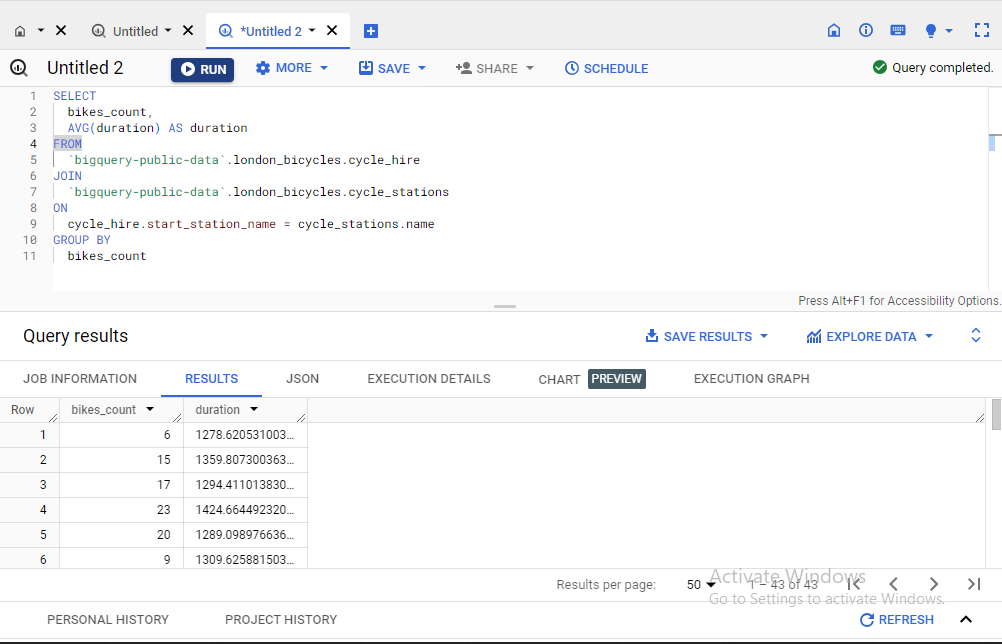 Untitled
*Untitled 2
Untitled 2
RUN
MORE
SAVE
SHARE
SCHEDULE
Query completed.
1 SELECT
2 bikes_count,
3 AVG(duration) AS duration
4 FROM
5 `bigquery-public-data`.london_bicycles.cycle_hire
6 JOIN
7 `bigquery-public-data`.london_bicycles.cycle_stations
8 ON
9 cycle_hire.start_station_name = cycle_stations.name
10 GROUP BY
11 bikes_count
Press Alt+F1 for Accessibility Options.
Query results
SAVE RESULTS
EXPLORE DATA
JOB INFORMATION
RESULTS
JSON
EXECUTION DETAILS
CHART PREVIEW
EXECUTION GRAPH
Row bikes_count duration
1 6 1278.620531003...
2 15 1359.807300363...
3 17 1294.411013830...
4 23 1424.664492320...
5 20 1289.098976636...
6 9 1309.625881503...
Results per page: 50 1 – 43 of 43
Activate Windows
Go to Settings to activate Windows.
PERSONAL HISTORY
PROJECT HISTORY
REFRESH